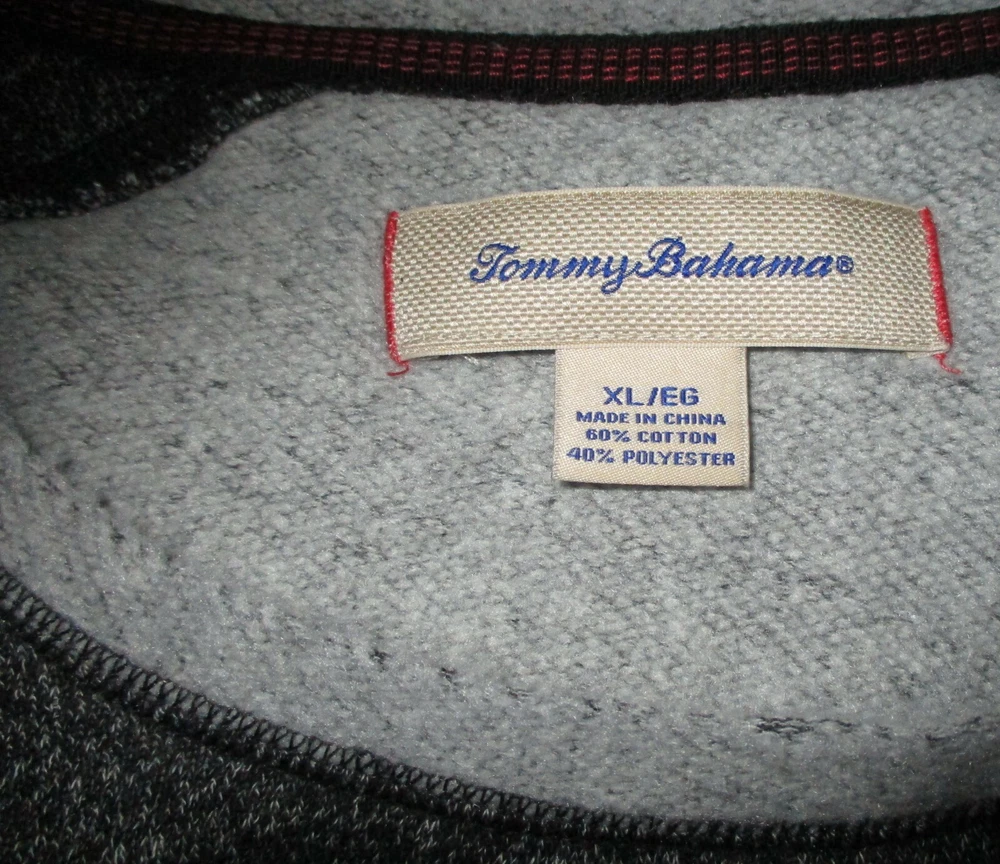 Tommy Bahama®
XL/EG
MADE IN CHINA
60% COTTON
40% POLYESTER